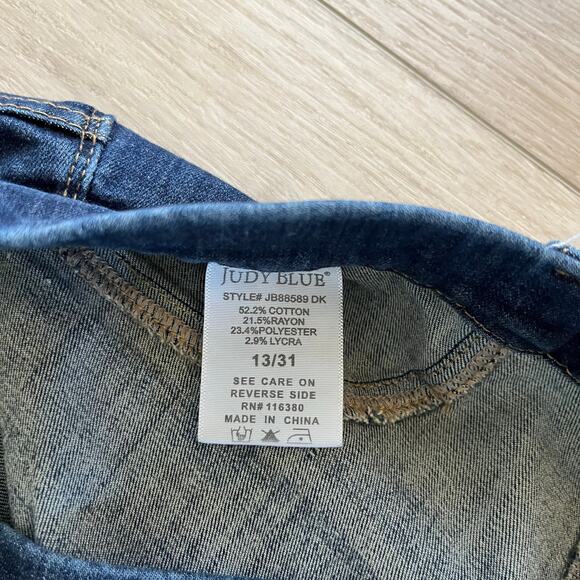 JUDY BLUE®
STYLE# JB88589 DK
52.2% COTTON
21.5%RAYON
23.4%POLYESTER
2.9% LYCRA
13/31
SEE CARE ON
REVERSE SIDE
RN# 116380
MADE IN CHINA